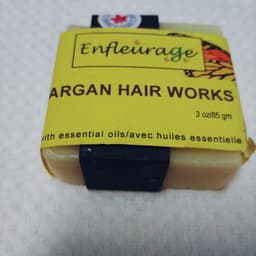 Enfleurage
ARGAN HAIR WORKS
3 oz/85 gm
with essential oils/avec huiles essentielle